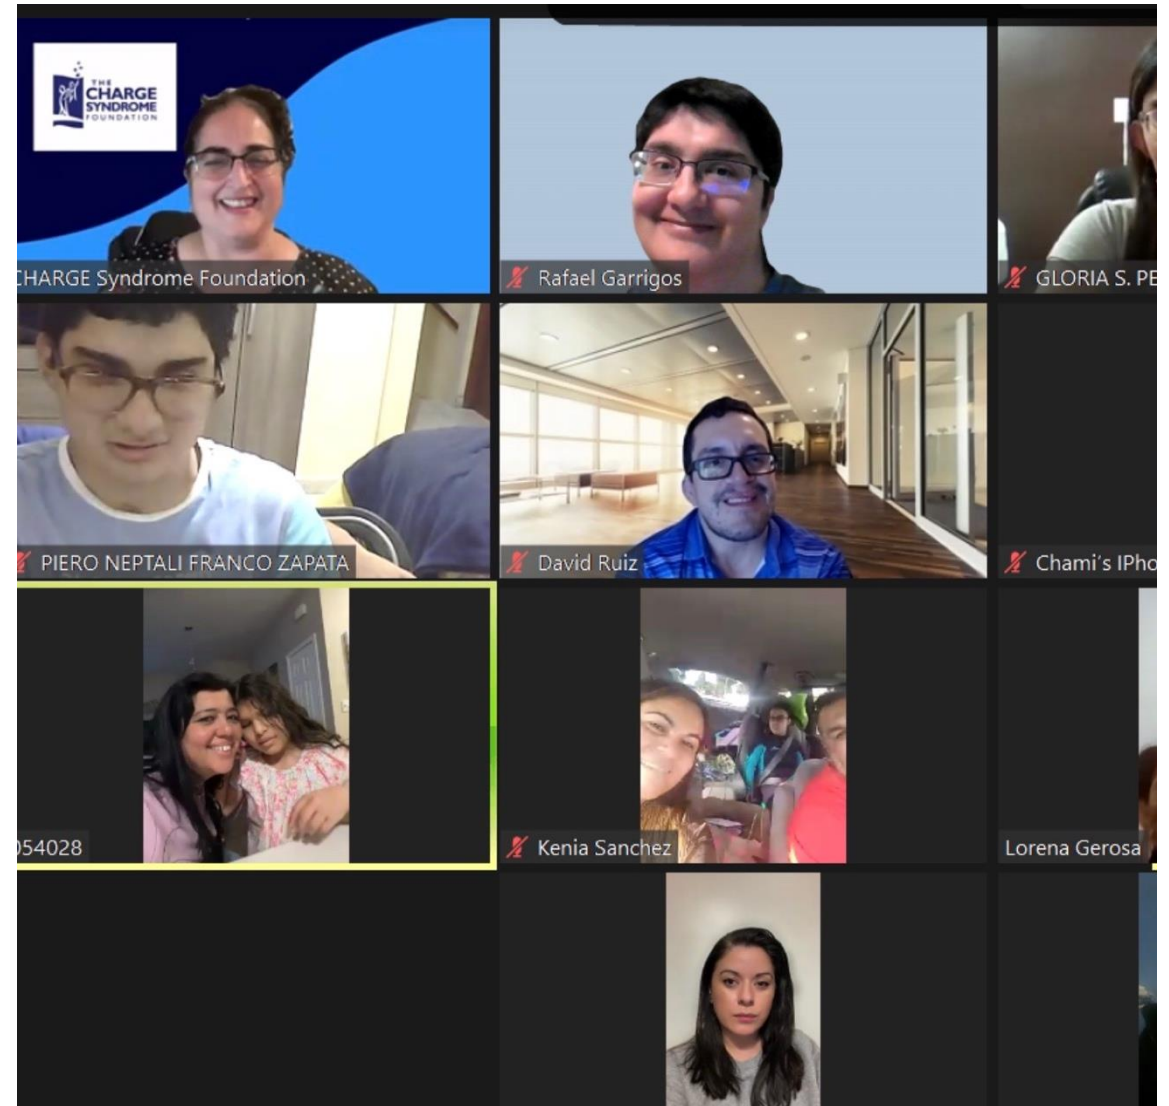 THE
CHARGE
SYNDROME
FOUNDATION
CHARGE Syndrome Foundation
Rafael Garrigos
GLORIA S. PE
PIERO NEPTALI FRANCO ZAPATA
David Ruiz
Chami's IPho
054028
Kenia Sanchez
Lorena Gerosa